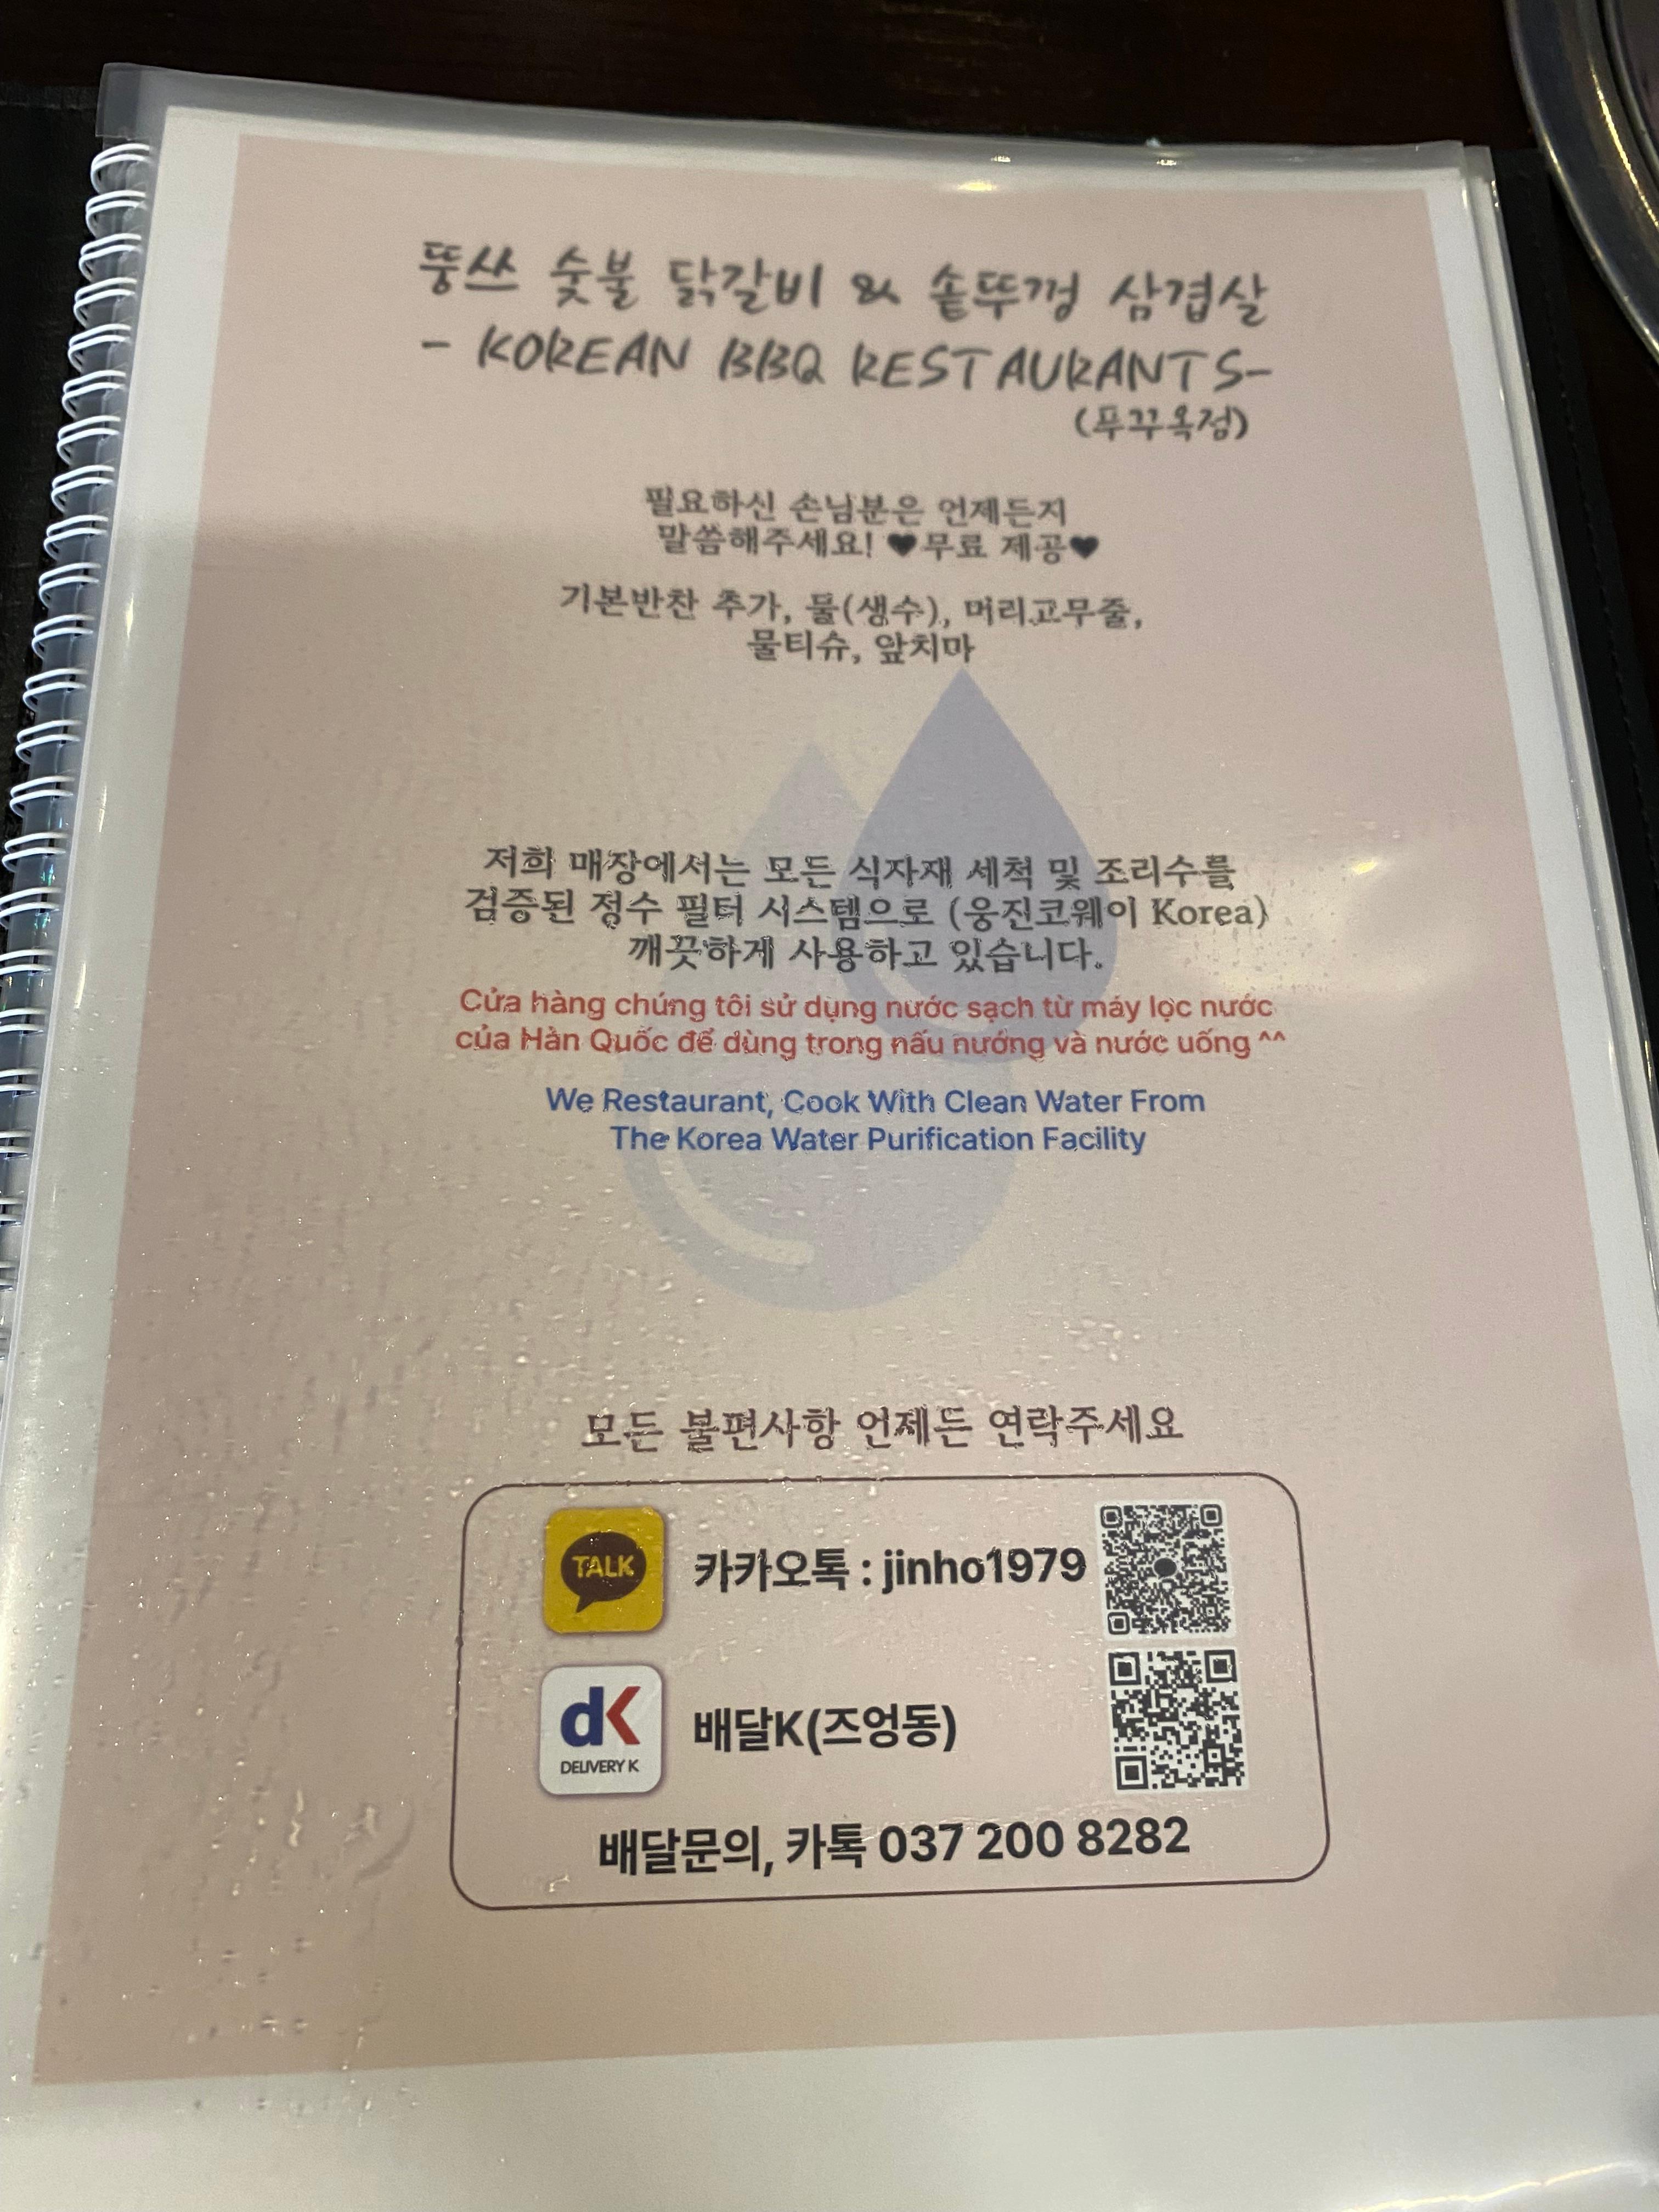 뚱쓰 숯불 닭갈비 & 솥뚜껑 삼겹살
- KOREAN BBQ RESTAURANTS-
(푸꾸옥점)
필요하신 손님분은 언제든지
말씀해주세요! ♥무료 제공♥
기본반찬 추가, 물(생수), 머리고무줄,
물티슈, 앞치마
저희 매장에서는 모든 식자재 세척 및 조리수를
검증된 정수 필터 시스템으로 (웅진코웨이 Korea)
깨끗하게 사용하고 있습니다.
Cửa hàng chúng tôi sử dụng nước sạch từ máy lọc nước
của Hàn Quốc để dùng trong nấu nướng và nước uống ^^
We Restaurant, Cook With Clean Water From
The Korea Water Purification Facility
모든 불편사항 언제든 연락주세요
TALK
카카오톡 : jinho1979
dK
DELIVERY K
배달K(즈엉동)
배달문의, 카톡 037 200 8282